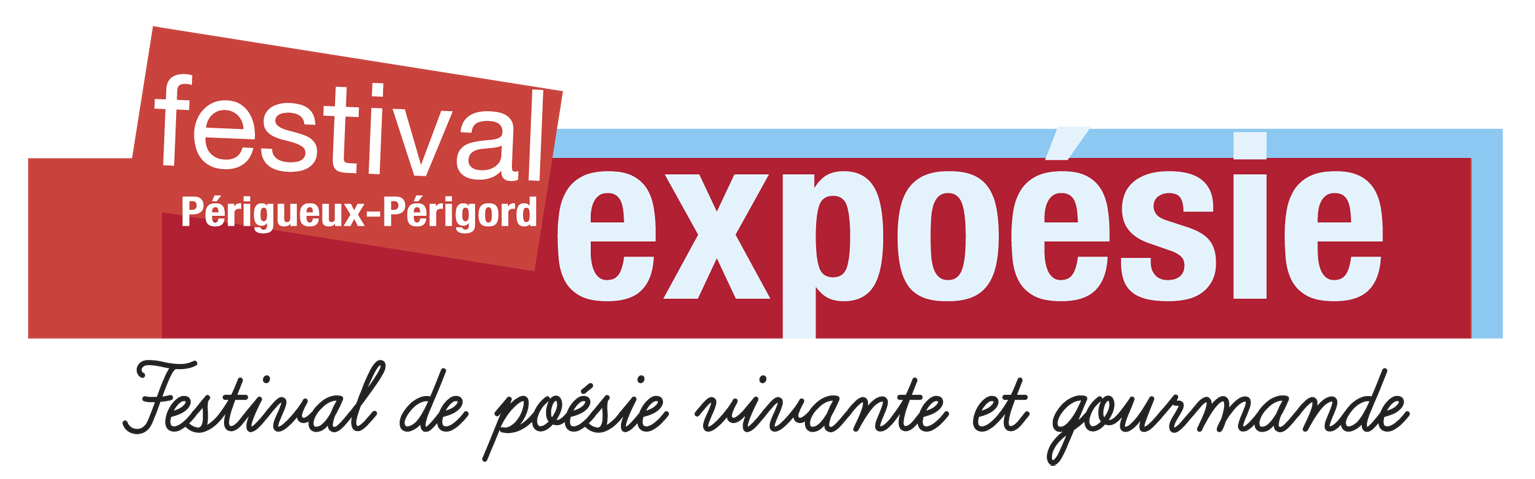 festival
Périgueux-Périgord
expoésie
Festival de poésie vivante et gourmande